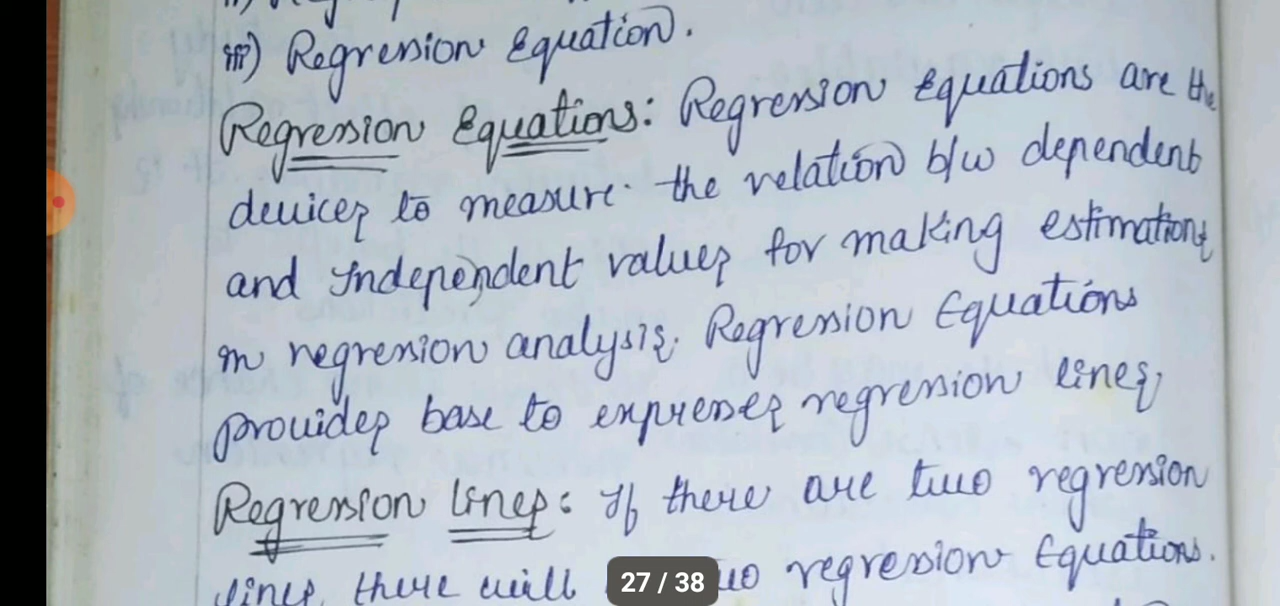 iii) Regression Equation.
Regression Equations: Regression Equations are the
devices to measure the relation b/w dependent
and Independent values for making estimations
in regression analysis. Regression Equations
provides base to expresses regression lines,
Regression lines: If there are two regression
lines there will two regression Equations.
27 / 38